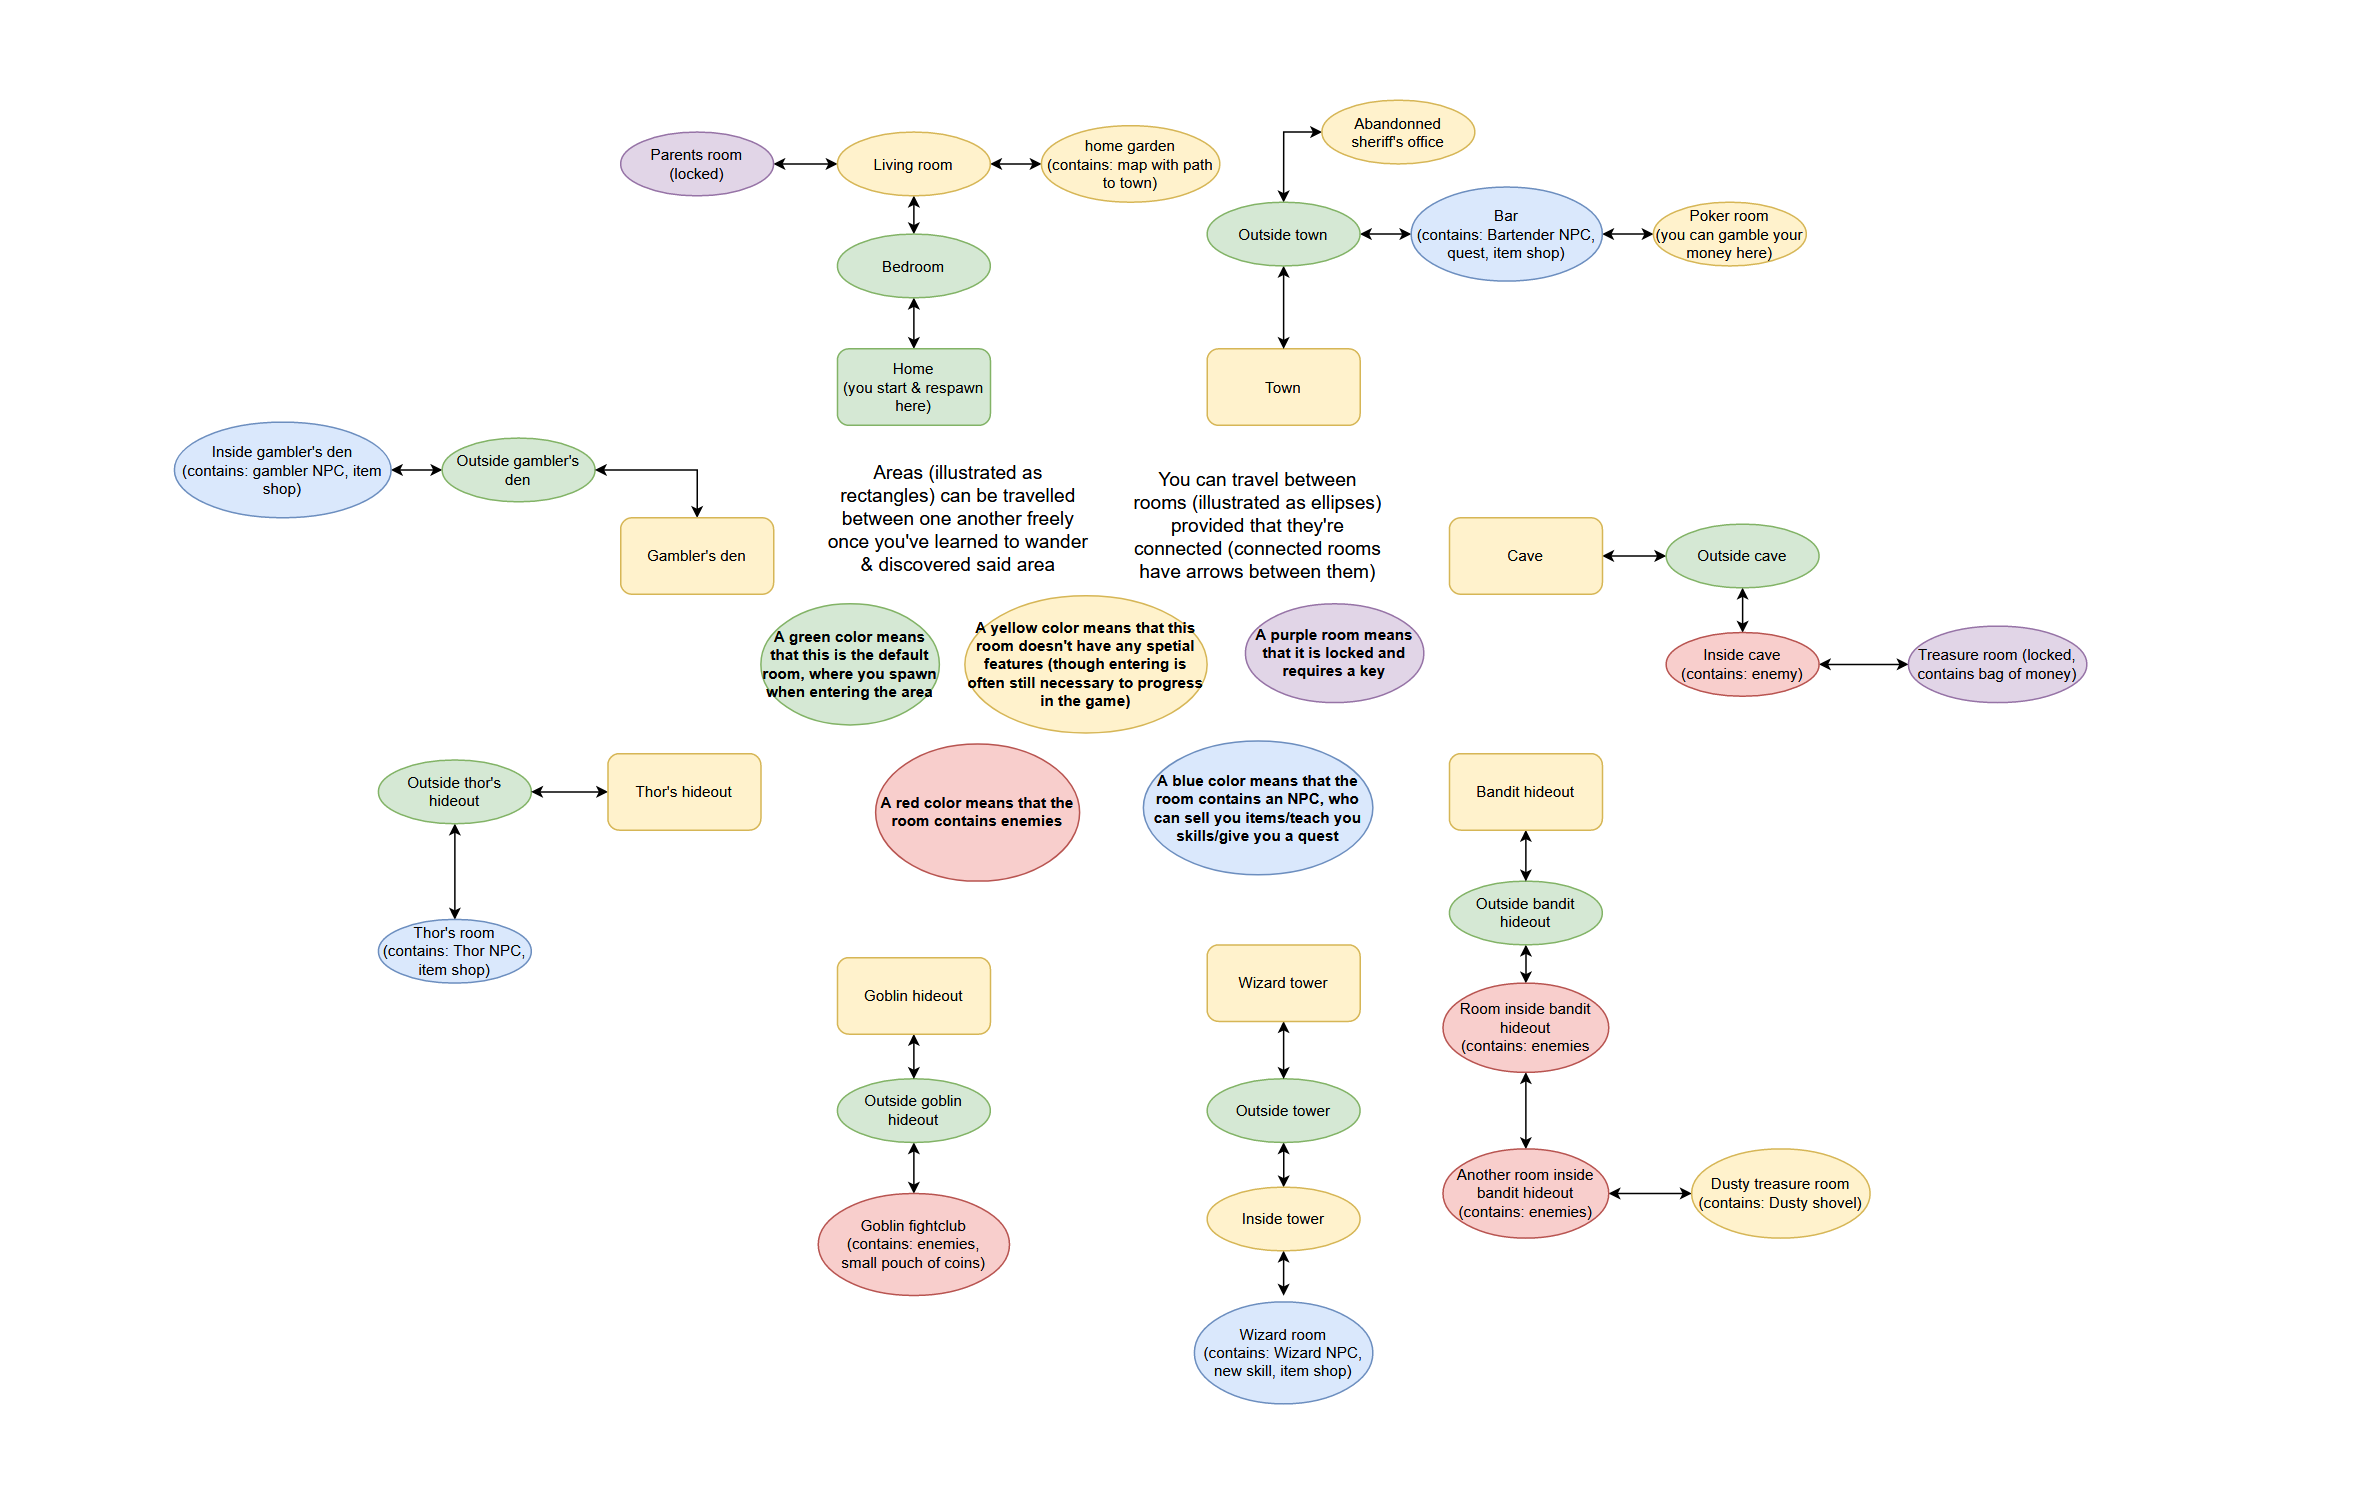 Abandonned
sheriff's office
Parents room
(locked)
Living room
home garden
(contains: map with path
to town)
Outside town
Bar
(contains: Bartender NPC,
quest, item shop)
Poker room
(you can gamble your
money here)
Bedroom
Home
(you start & respawn
here)
Town
Inside gambler's den
(contains: gambler NPC, item
shop)
Outside gambler's
den
Gambler's den
Areas (illustrated as
rectangles) can be travelled
between one another freely
once you've learned to wander
& discovered said area
You can travel between
rooms (illustrated as ellipses)
provided that they're
connected (connected rooms
have arrows between them)
Cave
Outside cave
A green color means
that this is the default
room, where you spawn
when entering the area
A yellow color means that this
room doesn't have any spetial
features (though entering is
often still necessary to progress
in the game)
A purple room means
that it is locked and
requires a key
Inside cave
(contains: enemy)
Treasure room (locked,
contains bag of money)
Outside thor's
hideout
Thor's hideout
A red color means that the
room contains enemies
A blue color means that the
room contains an NPC, who
can sell you items/teach you
skills/give you a quest
Bandit hideout
Thor's room
(contains: Thor NPC,
item shop)
Outside bandit
hideout
Goblin hideout
Wizard tower
Room inside bandit
hideout
(contains: enemies
Outside goblin
hideout
Outside tower
Another room inside
bandit hideout
(contains: enemies)
Dusty treasure room
(contains: Dusty shovel)
Goblin fightclub
(contains: enemies,
small pouch of coins)
Inside tower
Wizard room
(contains: Wizard NPC,
new skill, item shop)